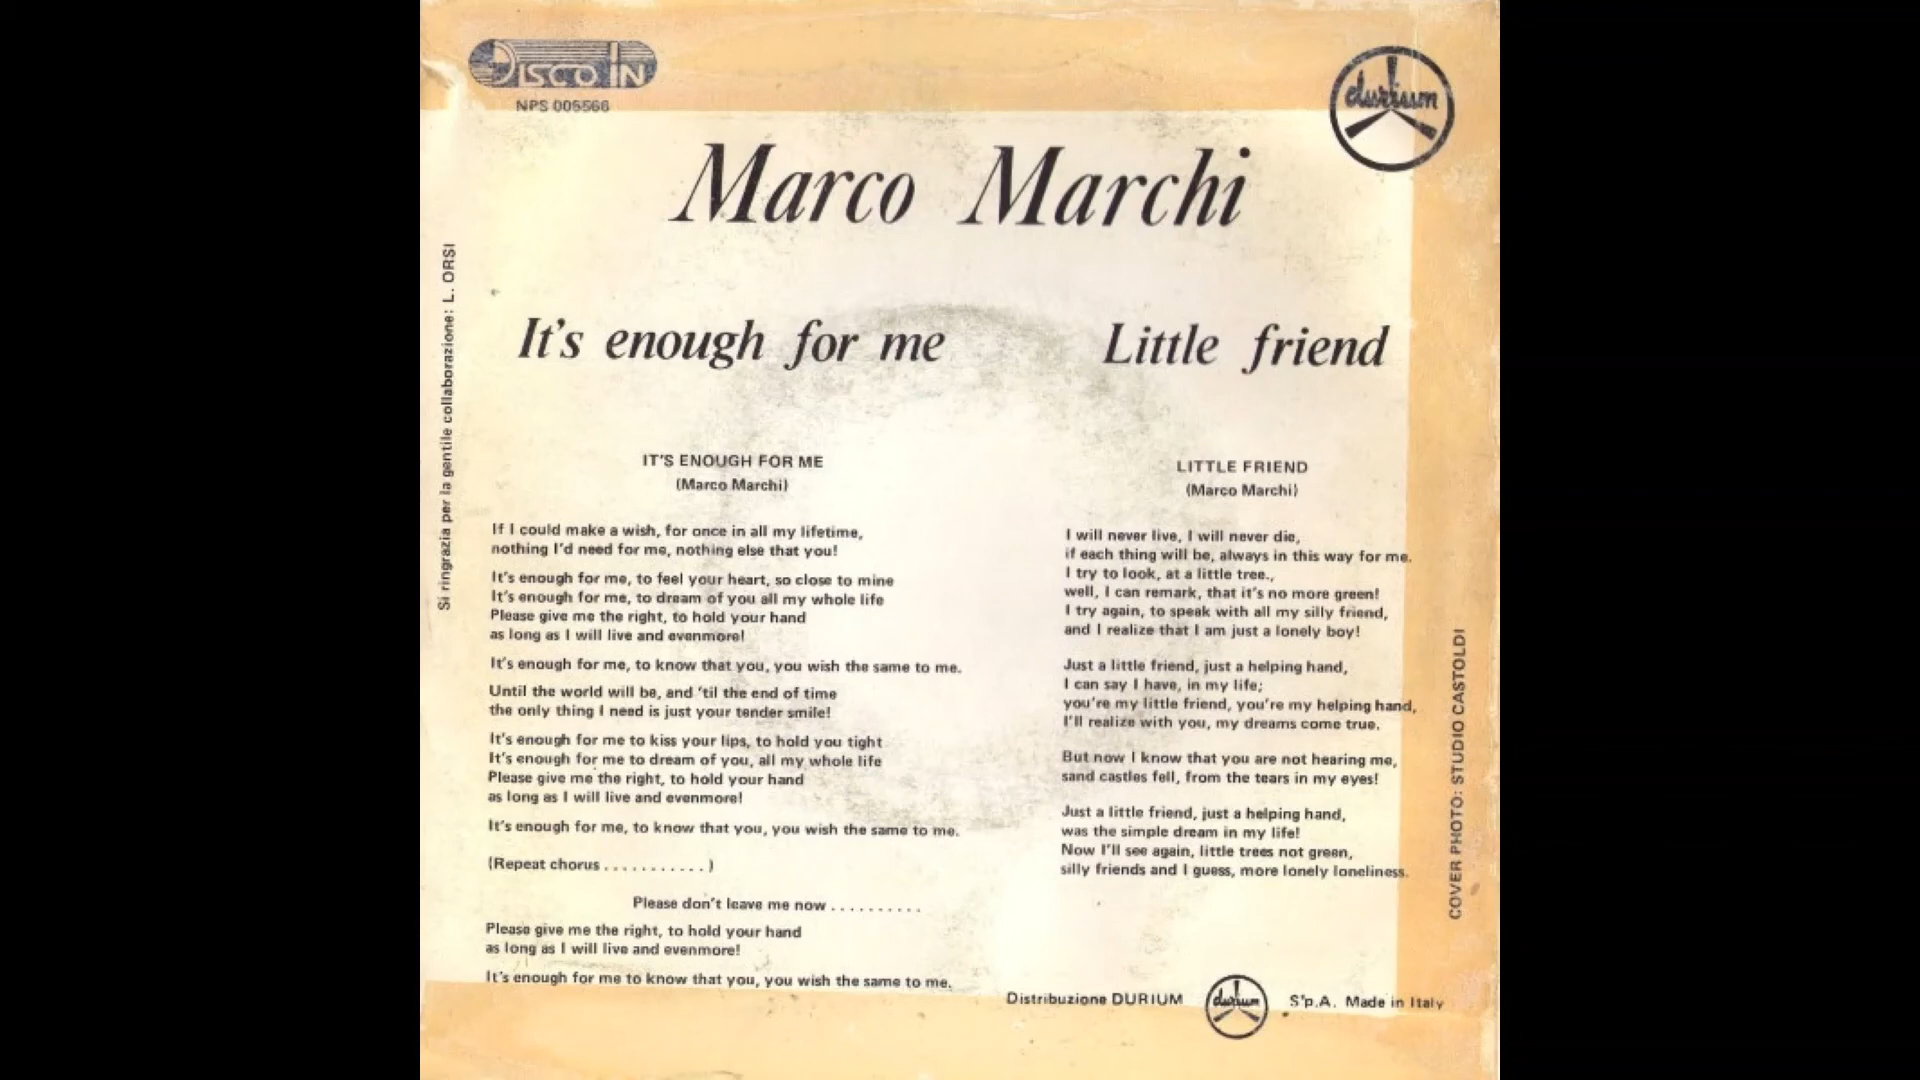 Disco In
NPS 005566
durium
Marco Marchi
It's enough for me
Little friend
Si ringrazia per la gentile collaborazione: L. ORSI
IT'S ENOUGH FOR ME
(Marco Marchi)
If I could make a wish, for once in all my lifetime,
nothing I'd need for me, nothing else that you!
It's enough for me, to feel your heart, so close to mine
It's enough for me, to dream of you all my whole life
Please give me the right, to hold your hand
as long as I will live and evenmore!
It's enough for me, to know that you, you wish the same to me.
Until the world will be, and 'til the end of time
the only thing I need is just your tender smile!
It's enough for me to kiss your lips, to hold you tight
It's enough for me to dream of you, all my whole life
Please give me the right, to hold your hand
as long as I will live and evenmore!
It's enough for me, to know that you, you wish the same to me.
(Repeat chorus . . . . . . . . . . . )
Please don't leave me now . . . . . . . . . .
Please give me the right, to hold your hand
as long as I will live and evenmore!
It's enough for me to know that you, you wish the same to me.
LITTLE FRIEND
(Marco Marchi)
I will never live, I will never die,
if each thing will be, always in this way for me.
I try to look, at a little tree.,
well, I can remark, that it's no more green!
I try again, to speak with all my silly friend,
and I realize that I am just a lonely boy!
Just a little friend, just a helping hand,
I can say I have, in my life;
you're my little friend, you're my helping hand,
I'll realize with you, my dreams come true.
But now I know that you are not hearing me,
sand castles fell, from the tears in my eyes!
Just a little friend, just a helping hand,
was the simple dream in my life!
Now I'll see again, little trees not green,
silly friends and I guess, more lonely loneliness.
COVER PHOTO: STUDIO CASTOLDI
Distribuzione DURIUM durium S.p.A. Made in Italy